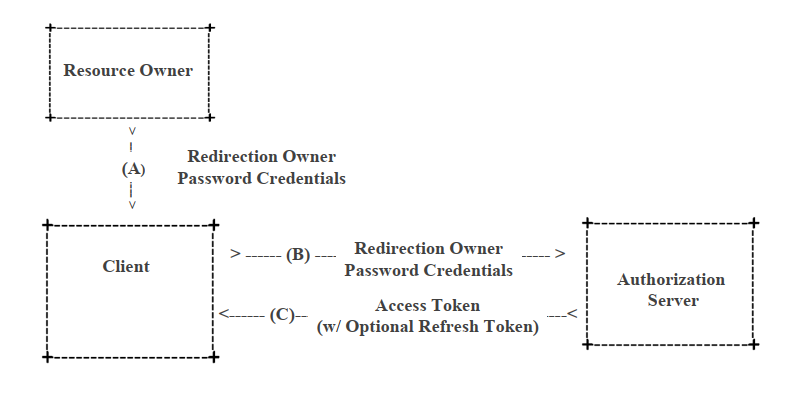 Resource Owner
v
(A)
Redirection Owner
Password Credentials
v
Client
> ------ (B) ---- Redirection Owner ----- >
Password Credentials
<------ (C)-- Access Token ---<
(w/ Optional Refresh Token)
Authorization
Server